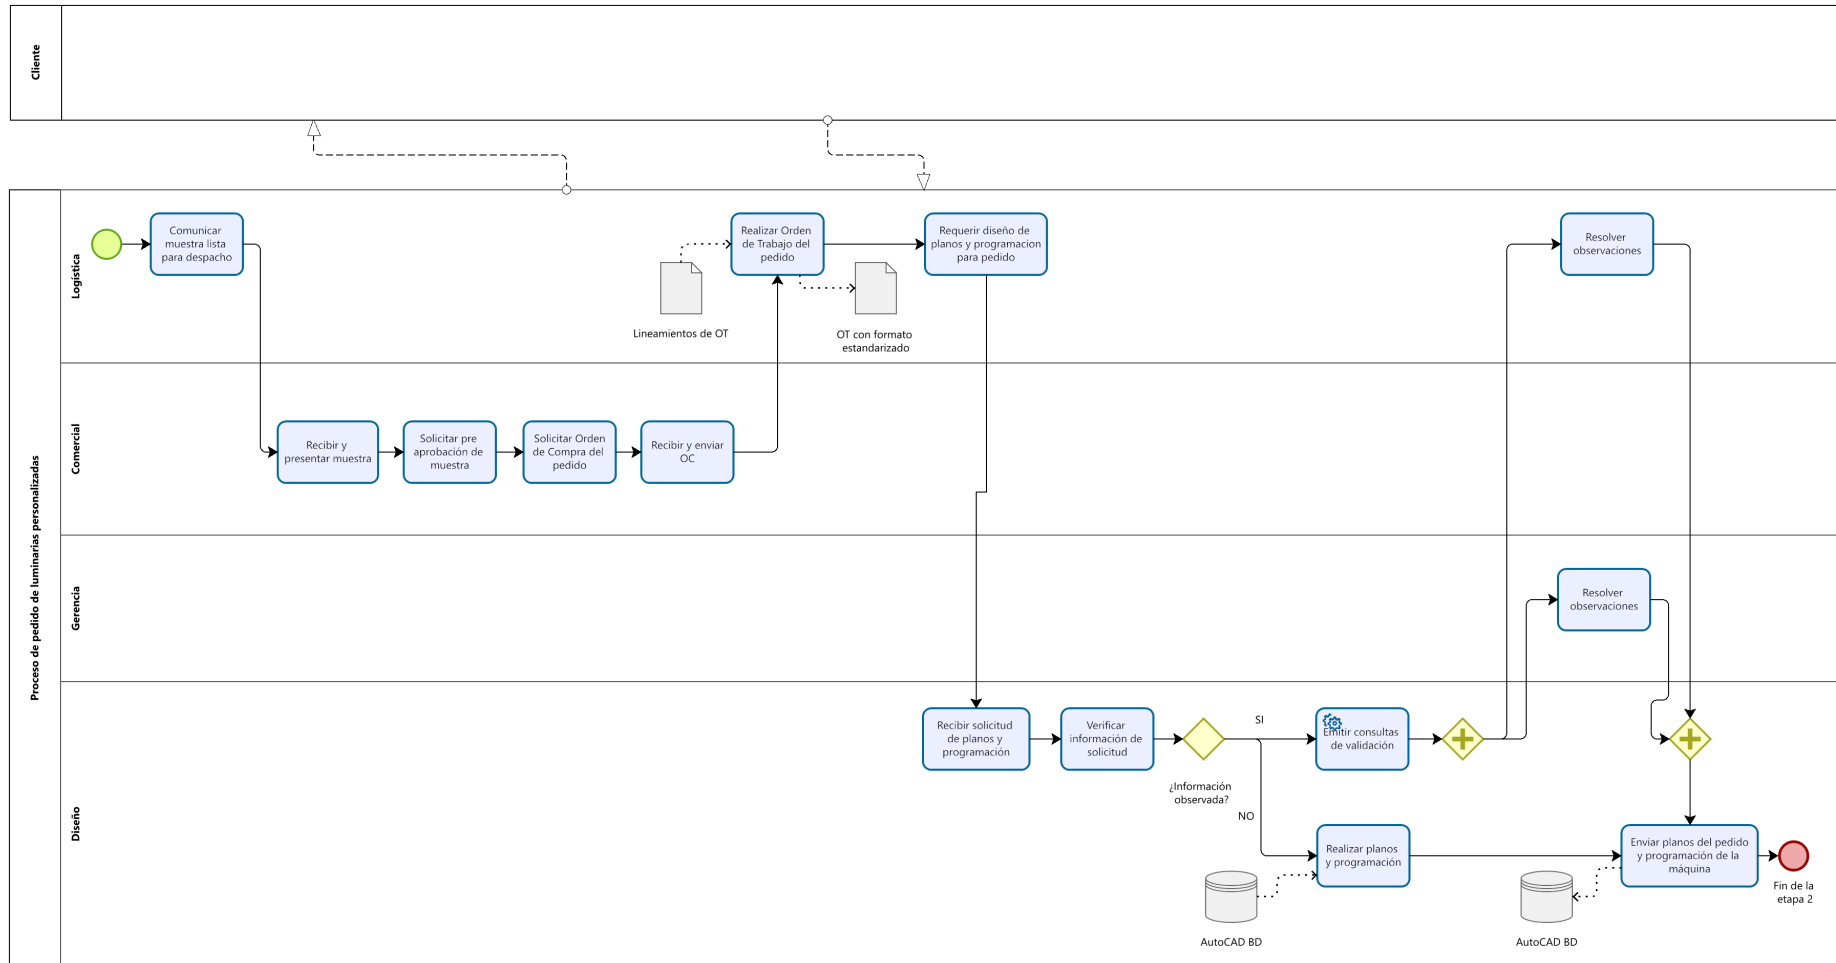 Cliente
Proceso de pedido de luminarias personalizadas
Logística
Comunicar
muestra lista
para despacho
Realizar Orden
de Trabajo del
pedido
Requerir diseño de
planos y programacion
para pedido
Resolver
observaciones
Lineamientos de OT
OT con formato
estandarizado
Comercial
Recibir y
presentar muestra
Solicitar pre
aprobación de
muestra
Solicitar Orden
de Compra del
pedido
Recibir y enviar
OC
Gerencia
Resolver
observaciones
Diseño
Recibir solicitud
de planos y
programación
Verificar
información de
solicitud
¿Información
observada?
SI
NO
Emitir consultas
de validación
Realizar planos
y programación
Enviar planos del pedido
y programación de la
máquina
Fin de la
etapa 2
AutoCAD BD
AutoCAD BD